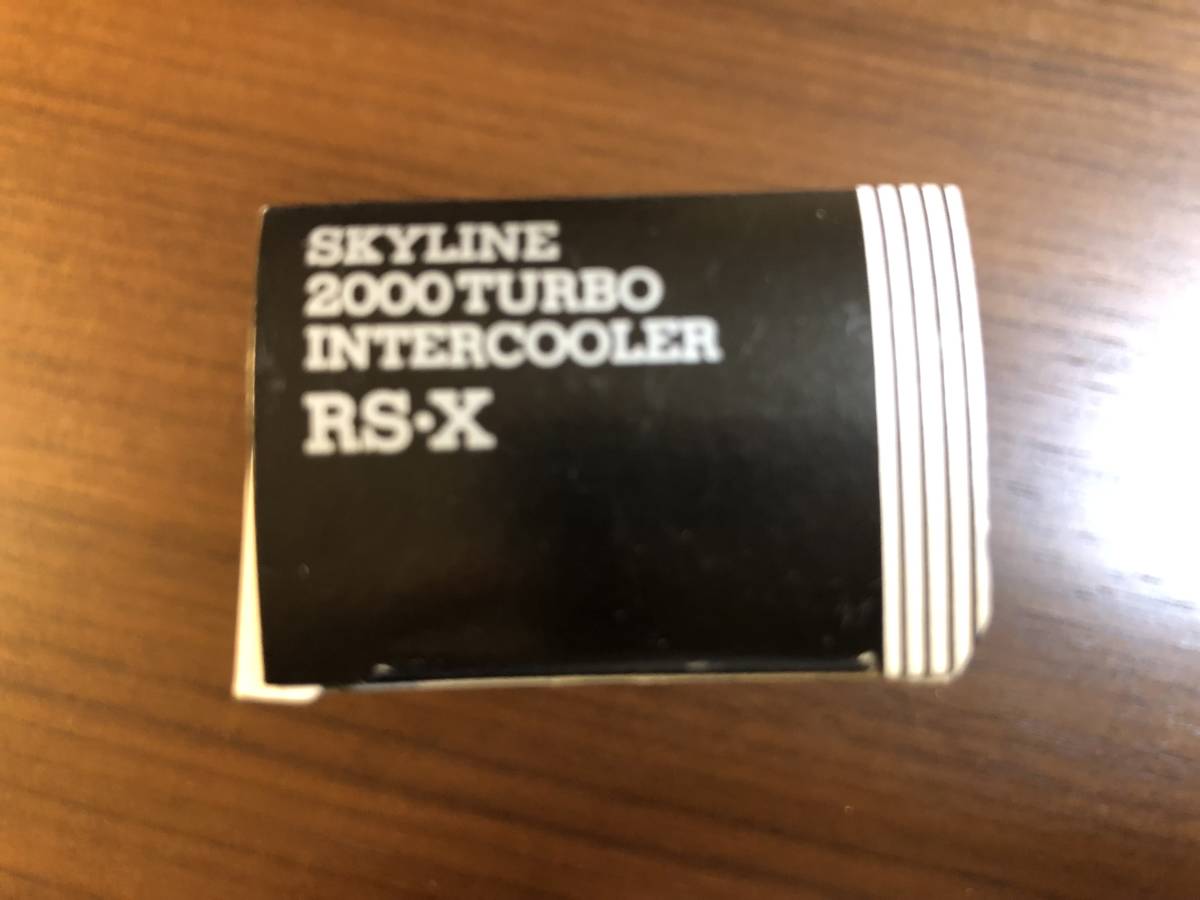 SKYLINE
2000 TURBO
INTERCOOLER
RS·X